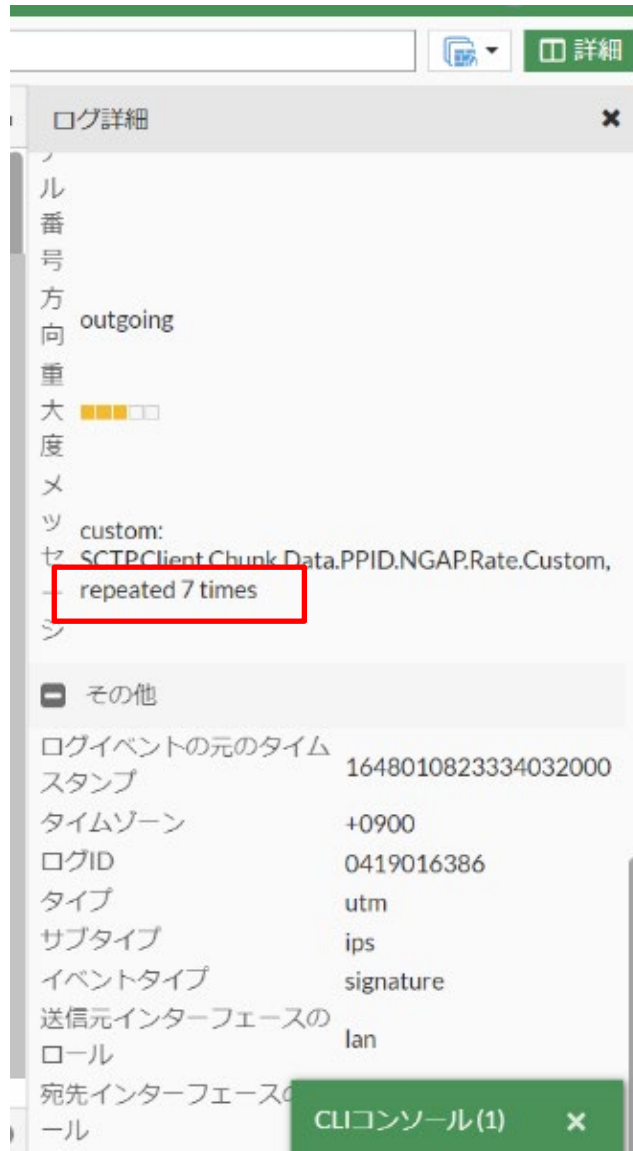 詳細
ログ詳細
ル
番
号
方
向
outgoing
重
大
度
メ
ッ
セ
ー
ジ
custom:
SCTP.Client.Chunk.Data.PPID.NGAP.Rate.Custom,
repeated 7 times
その他
ログイベントの元のタイム
スタンプ
1648010823334032000
タイムゾーン
+0900
ログID
0419016386
タイプ
utm
サブタイプ
ips
イベントタイプ
signature
送信元インターフェースの
ロール
lan
宛先インターフェース
ール
CLIコンソール(1)